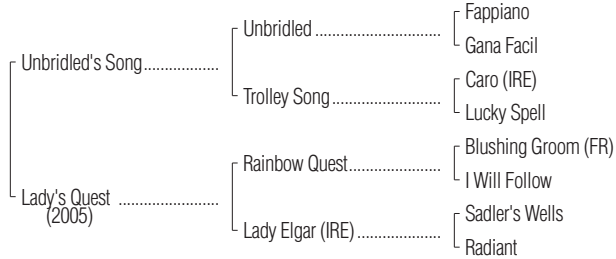 Fappiano
Unbridled
Gana Facil
Unbridled's Song
Caro (IRE)
Trolley Song
Lucky Spell
Blushing Groom (FR)
Rainbow Quest
I Will Follow
Lady's Quest
(2005)
Sadler's Wells
Lady Elgar (IRE)
Radiant